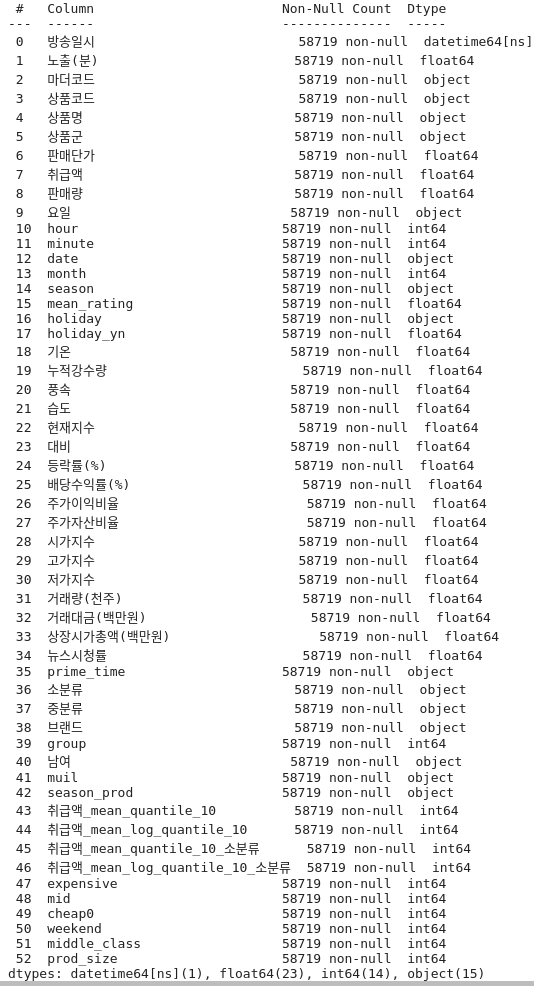 #   Column                        Non-Null Count  Dtype
---  ------                        --------------  -----
 0   방송일시                          58719 non-null  datetime64[ns]
 1   노출(분)                         58719 non-null  float64
 2   마더코드                          58719 non-null  object
 3   상품코드                          58719 non-null  object
 4   상품명                           58719 non-null  object
 5   상품군                           58719 non-null  object
 6   판매단가                          58719 non-null  float64
 7   취급액                           58719 non-null  float64
 8   판매량                           58719 non-null  float64
 9   요일                            58719 non-null  object
 10  hour                          58719 non-null  int64
 11  minute                        58719 non-null  int64
 12  date                          58719 non-null  object
 13  month                         58719 non-null  int64
 14  season                        58719 non-null  object
 15  mean_rating                   58719 non-null  float64
 16  holiday                       58719 non-null  object
 17  holiday_yn                    58719 non-null  float64
 18  기온                            58719 non-null  float64
 19  누적강수량                         58719 non-null  float64
 20  풍속                            58719 non-null  float64
 21  습도                            58719 non-null  float64
 22  현재지수                          58719 non-null  float64
 23  대비                            58719 non-null  float64
 24  등락률(%)                        58719 non-null  float64
 25  배당수익률(%)                      58719 non-null  float64
 26  주가이익비율                        58719 non-null  float64
 27  주가자산비율                        58719 non-null  float64
 28  시가지수                          58719 non-null  float64
 29  고가지수                          58719 non-null  float64
 30  저가지수                          58719 non-null  float64
 31  거래량(천주)                       58719 non-null  float64
 32  거래대금(백만원)                     58719 non-null  float64
 33  상장시가총액(백만원)                   58719 non-null  float64
 34  뉴스시청률                         58719 non-null  float64
 35  prime_time                    58719 non-null  object
 36  소분류                           58719 non-null  object
 37  중분류                           58719 non-null  object
 38  브랜드                           58719 non-null  object
 39  group                         58719 non-null  int64
 40  남여                            58719 non-null  object
 41  muil                          58719 non-null  object
 42  season_prod                   58719 non-null  object
 43  취급액_mean_quantile_10          58719 non-null  int64
 44  취급액_mean_log_quantile_10      58719 non-null  int64
 45  취급액_mean_quantile_10_소분류      58719 non-null  int64
 46  취급액_mean_log_quantile_10_소분류  58719 non-null  int64
 47  expensive                     58719 non-null  int64
 48  mid                           58719 non-null  int64
 49  cheap0                        58719 non-null  int64
 50  weekend                       58719 non-null  int64
 51  middle_class                  58719 non-null  int64
 52  prod_size                     58719 non-null  int64
dtypes: datetime64[ns](1), float64(23), int64(14), object(15)